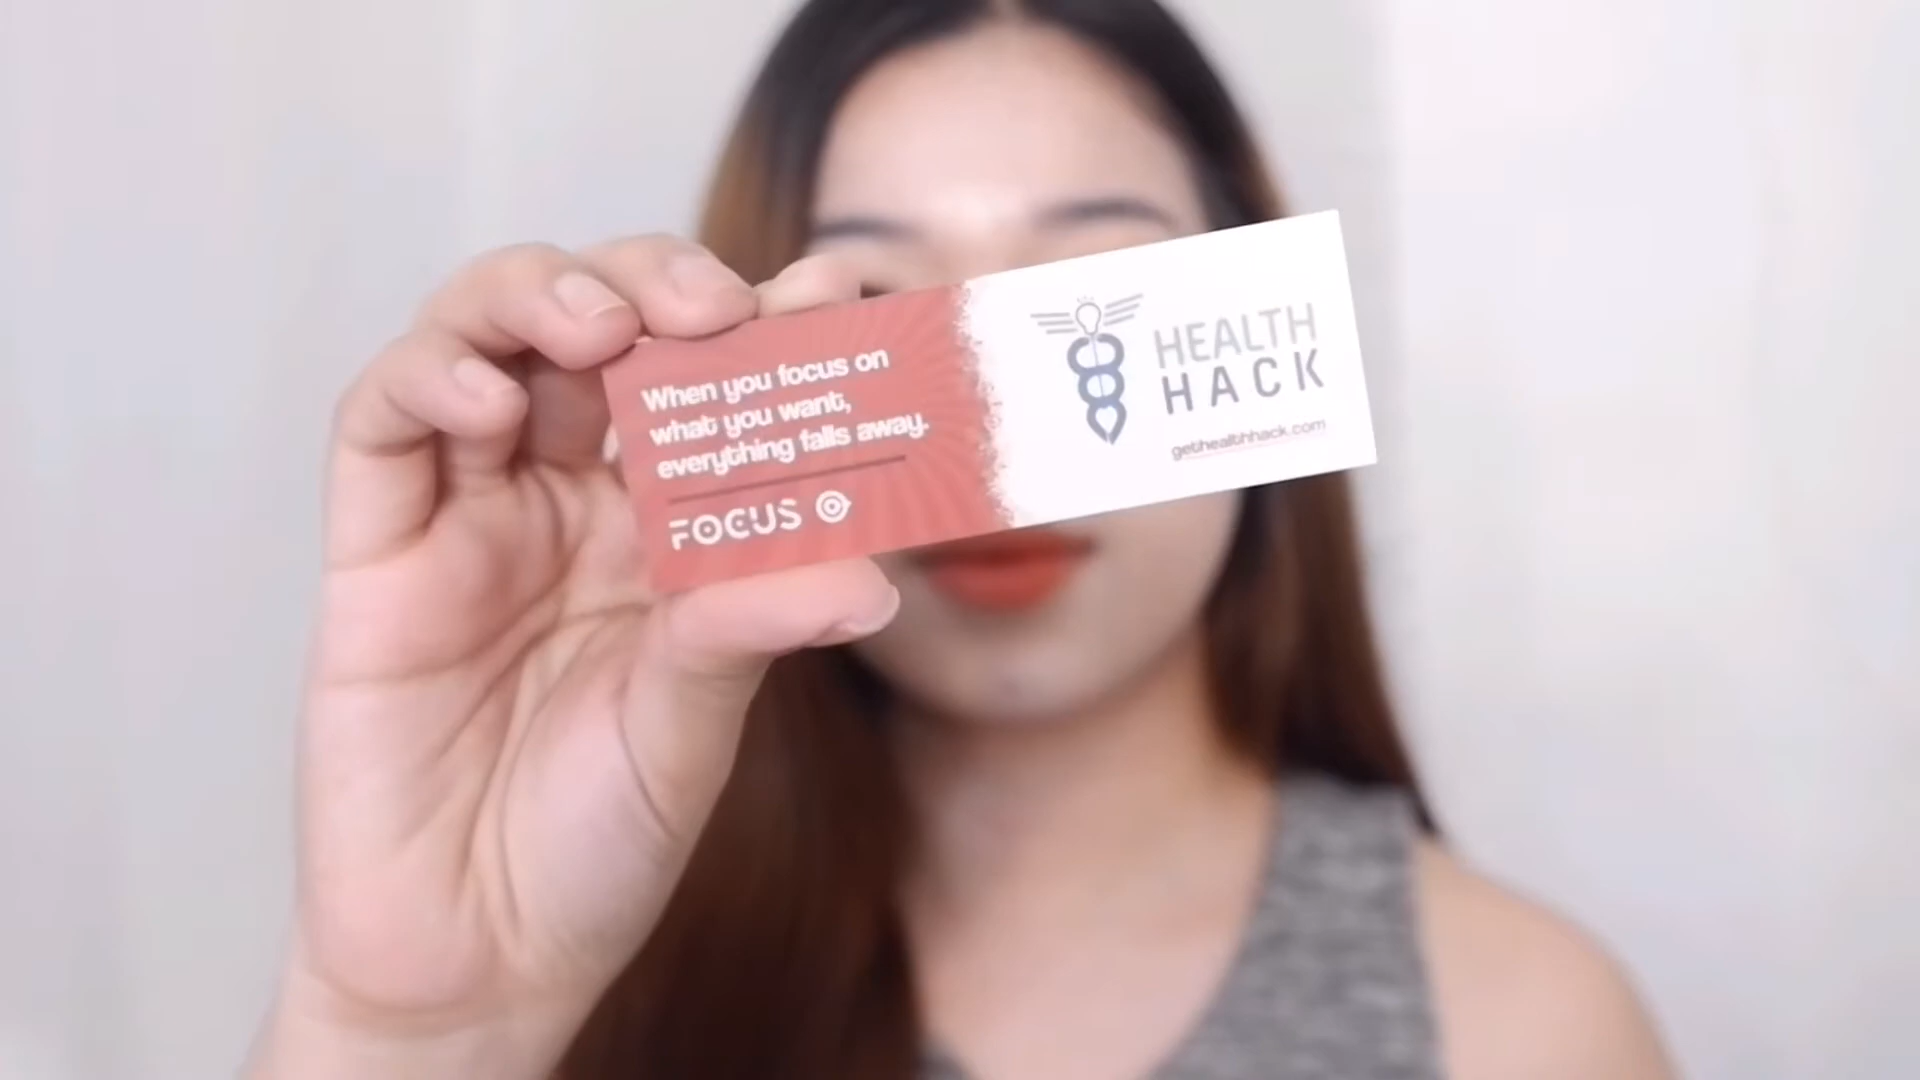 When you focus on
what you want,
everything falls away.
FOCUS
HEALTH
HACK
gethealthhack.com